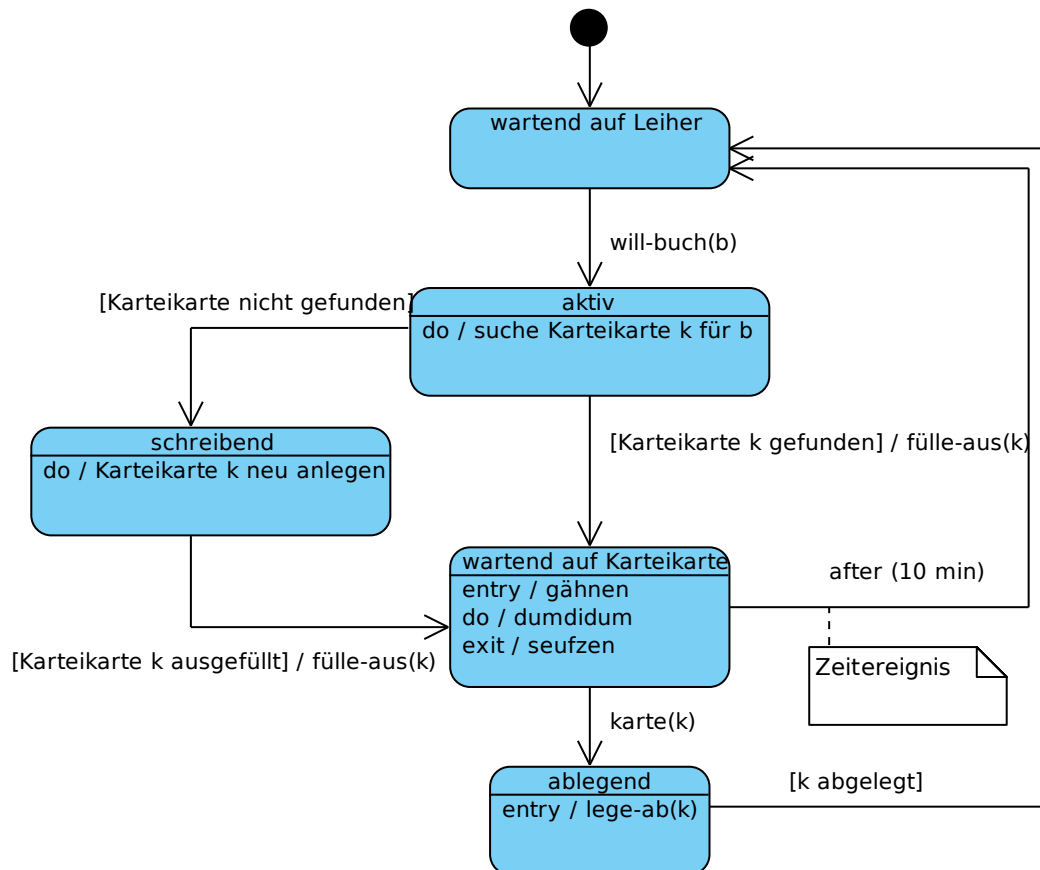 wartend auf Leiher
will-buch(b)
[Karteikarte nicht gefunden]
aktiv
do / suche Karteikarte k für b
schreibend
do / Karteikarte k neu anlegen
[Karteikarte k gefunden] / fülle-aus(k)
wartend auf Karteikarte
entry / gähnen
do / dumdidum
exit / seufzen
after (10 min)
[Karteikarte k ausgefüllt] / fülle-aus(k)
Zeitereignis
karte(k)
ablegend
entry / lege-ab(k)
[k abgelegt]